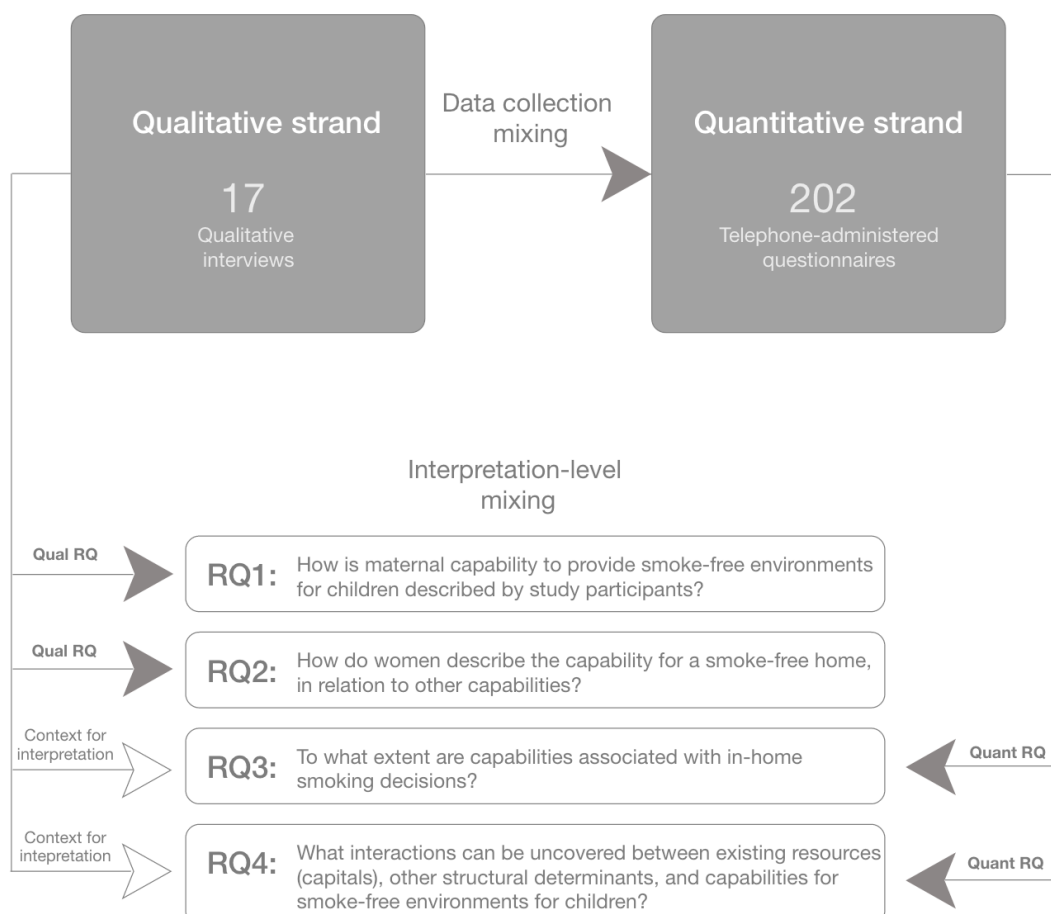 Qualitative strand
17
Qualitative
interviews
Data collection
mixing
Quantitative strand
202
Telephone-administered
questionnaires
Interpretation-level
mixing
Qual RQ
RQ1:
How is maternal capability to provide smoke-free environments
for children described by study participants?
Qual RQ
RQ2:
How do women describe the capability for a smoke-free home,
in relation to other capabilities?
Context for
interpretation
RQ3:
To what extent are capabilities associated with in-home
smoking decisions?
Quant RQ
Context for
intepretation
RQ4:
What interactions can be uncovered between existing resources
(capitals), other structural determinants, and capabilities for
smoke-free environments for children?
Quant RQ